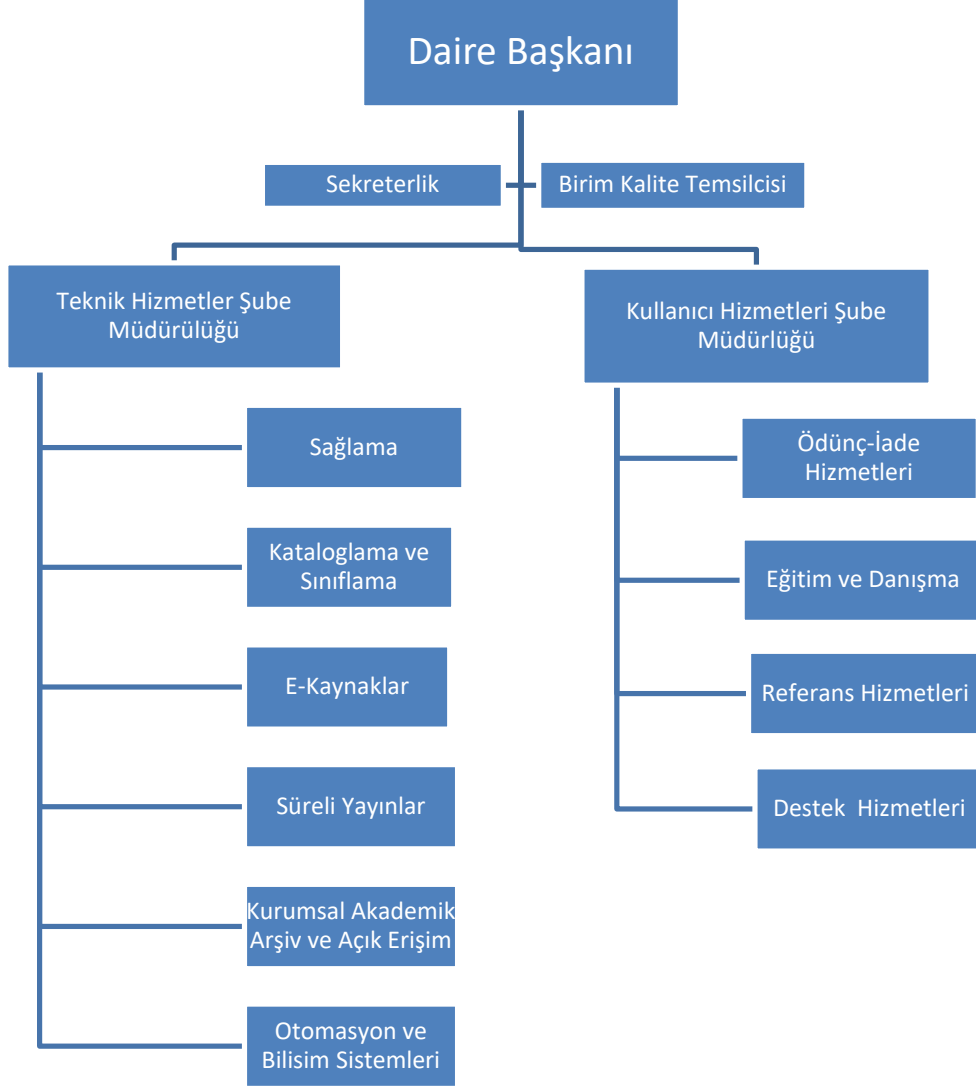 Daire Başkanı
Sekreterlik
Birim Kalite Temsilcisi
Teknik Hizmetler Şube
Müdürülüğü
Kullanıcı Hizmetleri Şube
Müdürlüğü
Sağlama
Kataloglama ve
Sınıflama
E-Kaynaklar
Süreli Yayınlar
Kurumsal Akademik
Arşiv ve Açık Erişim
Otomasyon ve
Bilisim Sistemleri
Ödünç-İade
Hizmetleri
Eğitim ve Danışma
Referans Hizmetleri
Destek  Hizmetleri